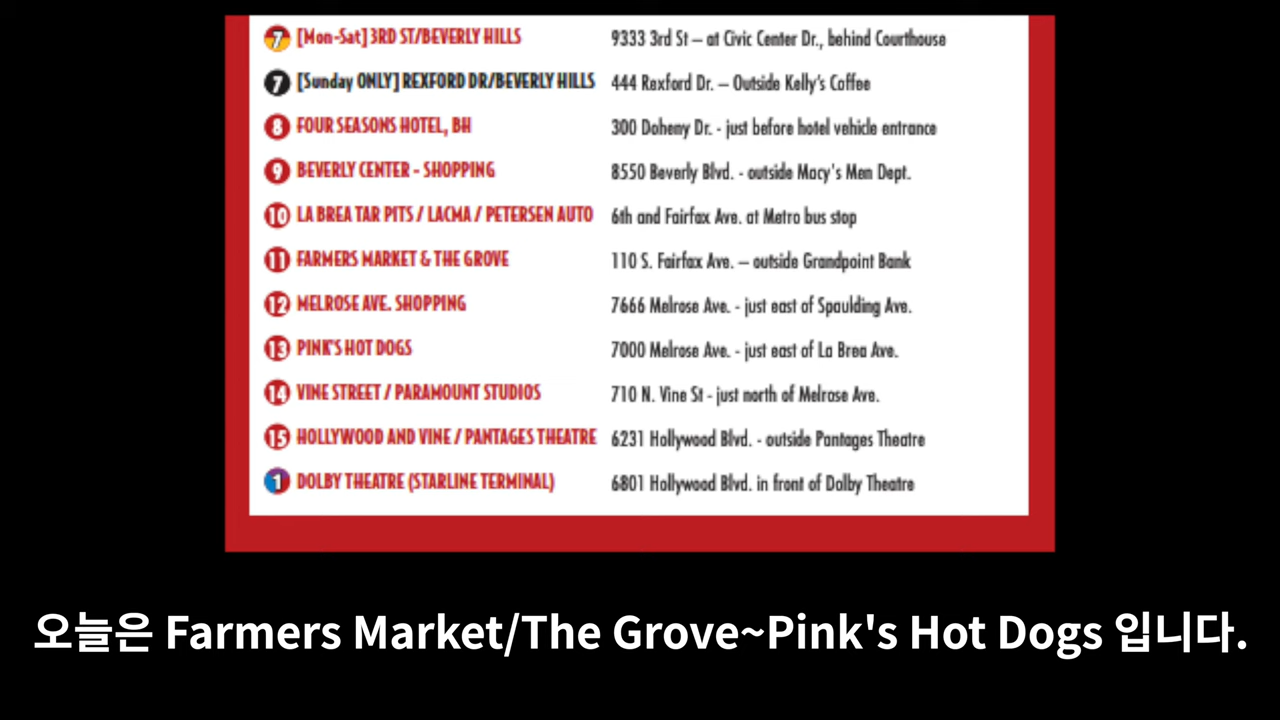 7 [Mon-Sat] 3RD ST/BEVERLY HILLS 9333 3rd St – at Civic Center Dr., behind Courthouse
7 [Sunday ONLY] REXFORD DR/BEVERLY HILLS 444 Rexford Dr. – Outside Kelly's Coffee
8 FOUR SEASONS HOTEL, BH 300 Doheny Dr. - just before hotel vehicle entrance
9 BEVERLY CENTER - SHOPPING 8550 Beverly Blvd. - outside Macy's Men Dept.
10 LA BREA TAR PITS / LACMA / PETERSEN AUTO 6th and Fairfax Ave. at Metro bus stop
11 FARMERS MARKET & THE GROVE 110 S. Fairfax Ave. – outside Grandpoint Bank
12 MELROSE AVE. SHOPPING 7666 Melrose Ave. - just east of Spaulding Ave.
13 PINK'S HOT DOGS 7000 Melrose Ave. - just east of La Brea Ave.
14 VINE STREET / PARAMOUNT STUDIOS 710 N. Vine St - just north of Melrose Ave.
15 HOLLYWOOD AND VINE / PANTAGES THEATRE 6231 Hollywood Blvd. - outside Pantages Theatre
1 DOLBY THEATRE (STARLINE TERMINAL) 6801 Hollywood Blvd. in front of Dolby Theatre
오늘은 Farmers Market/The Grove~Pink's Hot Dogs 입니다.